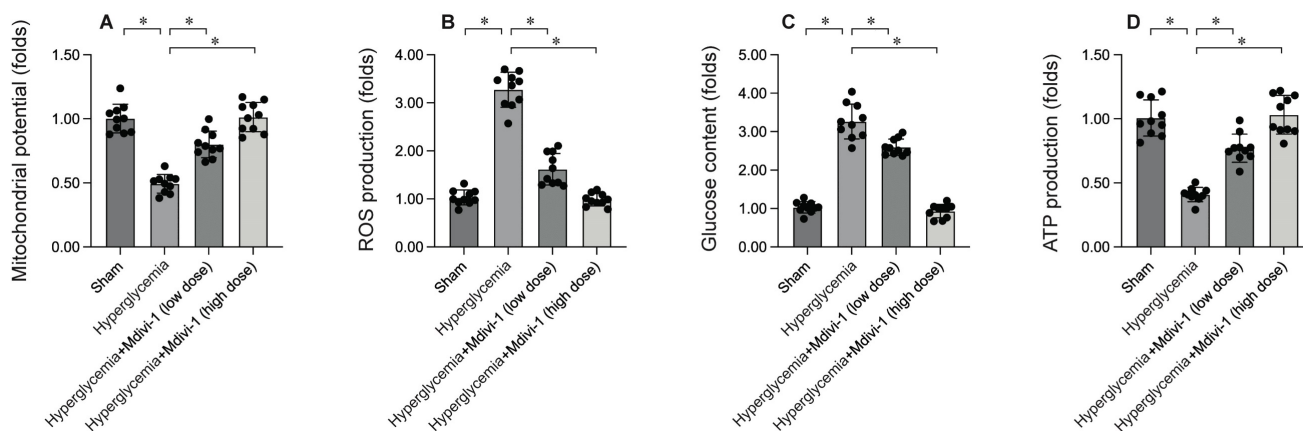 A
* *
*
Mitochondrial potential (folds)
1.50
1.00
0.50
0.00
Sham
Hyperglycemia
Hyperglycemia+Mdivi-1 (low dose)
Hyperglycemia+Mdivi-1 (high dose)
B
* *
*
ROS production (folds)
4.00
3.00
2.00
1.00
0.00
Sham
Hyperglycemia
Hyperglycemia+Mdivi-1 (low dose)
Hyperglycemia+Mdivi-1 (high dose)
C
* *
*
Glucose content (folds)
5.00
4.00
3.00
2.00
1.00
0.00
Sham
Hyperglycemia
Hyperglycemia+Mdivi-1 (low dose)
Hyperglycemia+Mdivi-1 (high dose)
D
* *
*
ATP production (folds)
1.50
1.00
0.50
0.00
Sham
Hyperglycemia
Hyperglycemia+Mdivi-1 (low dose)
Hyperglycemia+Mdivi-1 (high dose)